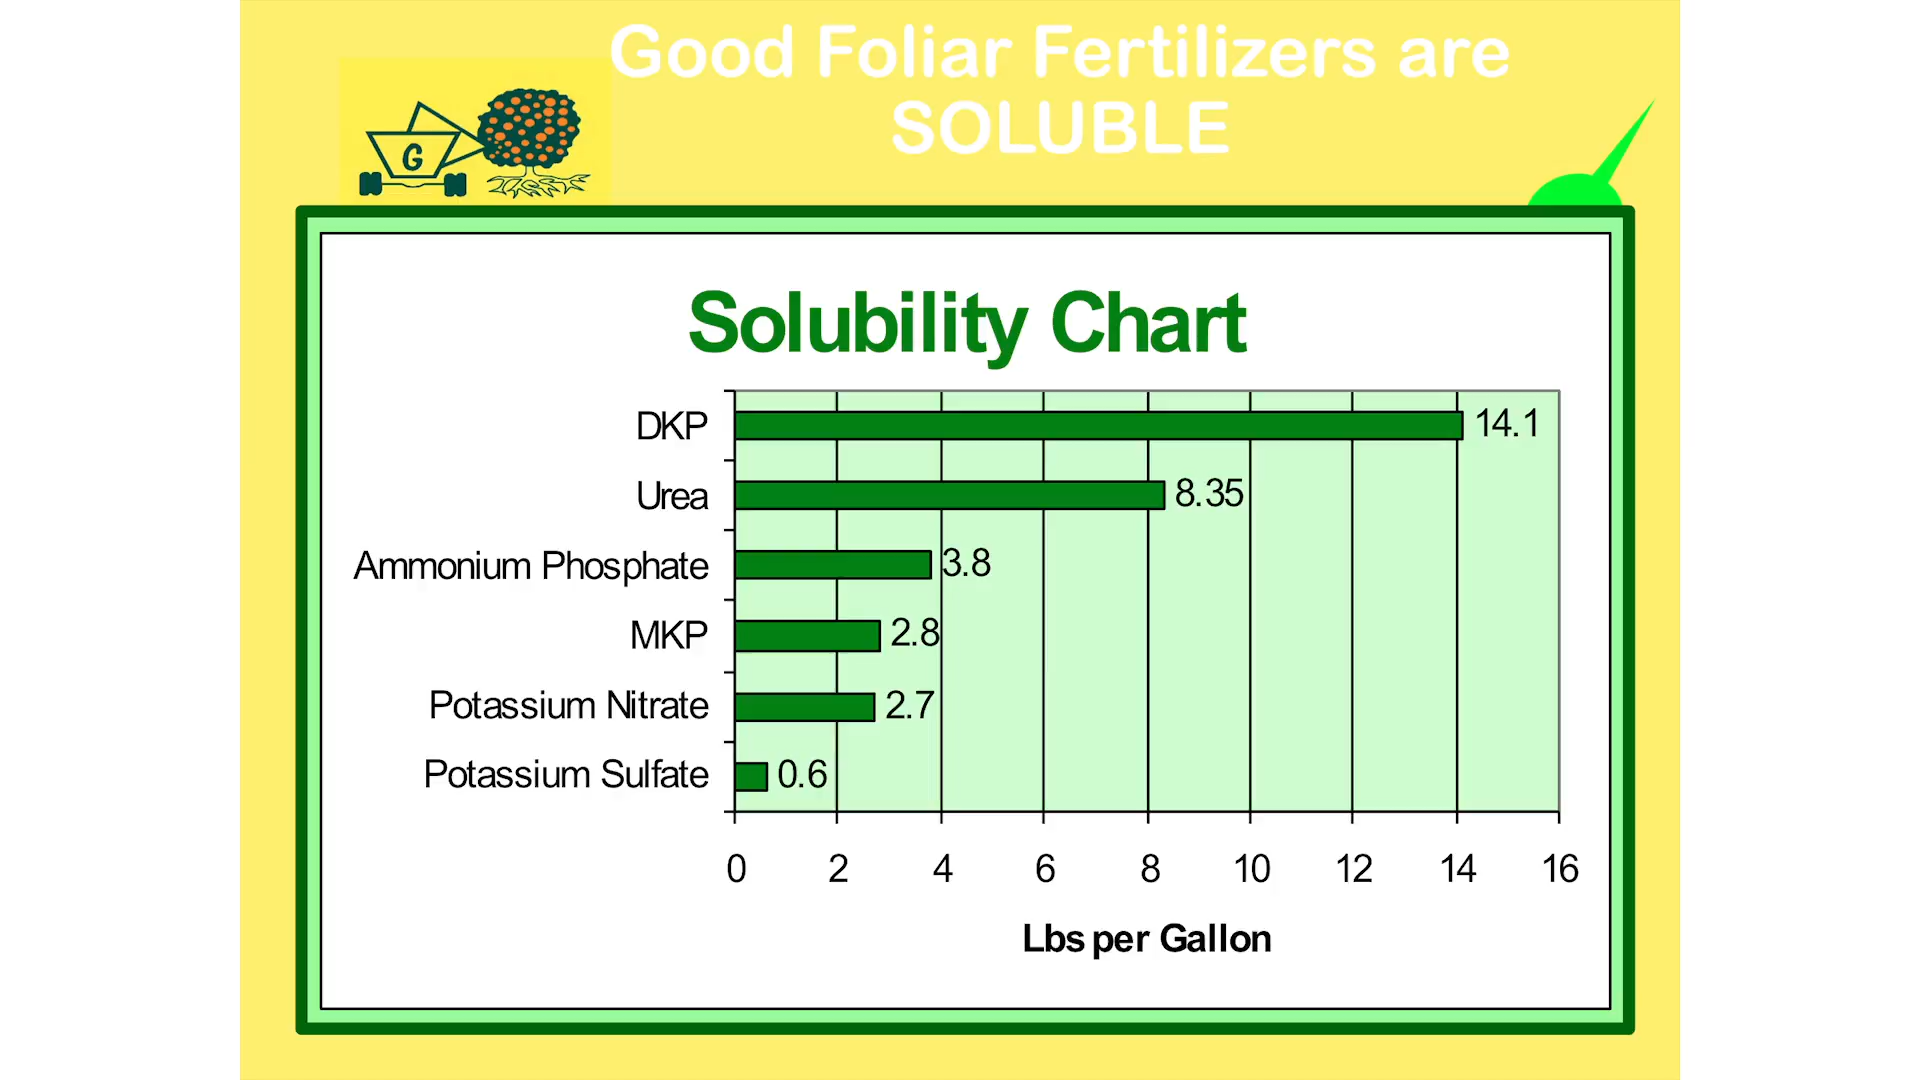 Good Foliar Fertilizers are
SOLUBLE
G
Solubility Chart
DKP 14.1
Urea 8.35
Ammonium Phosphate 3.8
MKP 2.8
Potassium Nitrate 2.7
Potassium Sulfate 0.6
0 2 4 6 8 10 12 14 16
Lbs per Gallon